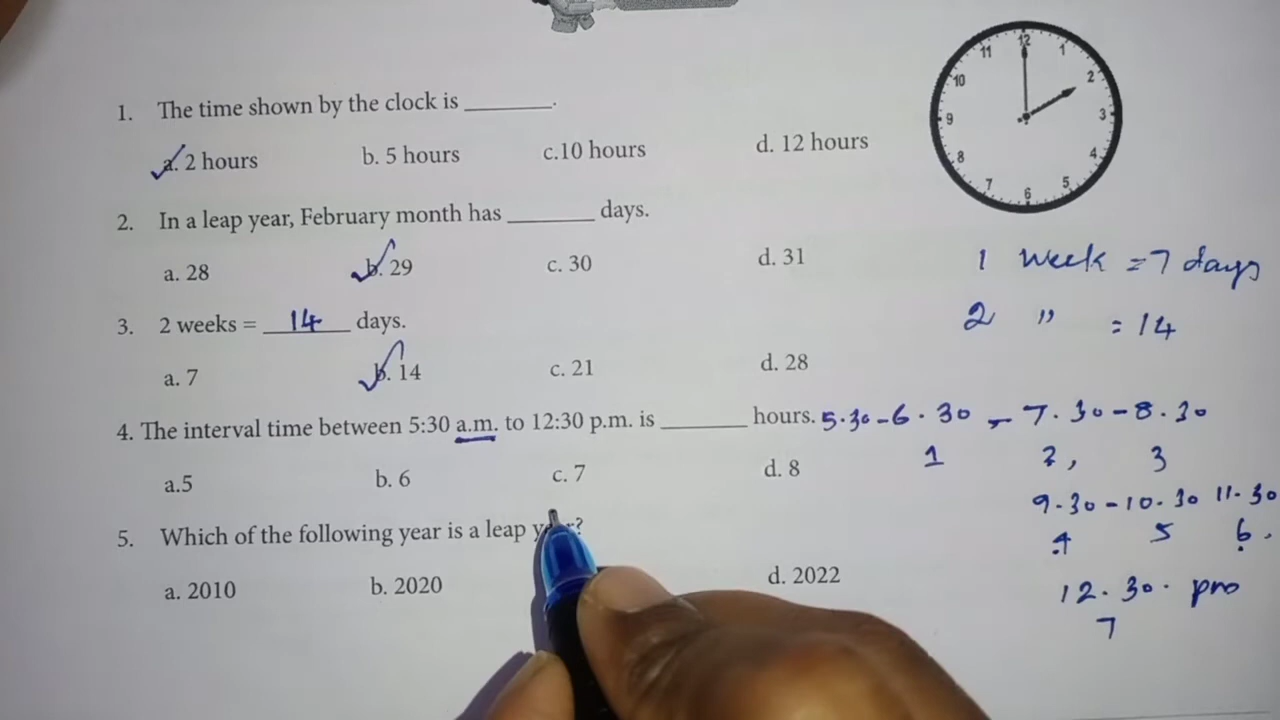 12
11 1
10 2
9 3
8 4
7 5
6
1. The time shown by the clock is ______.
a. 2 hours b. 5 hours c.10 hours d. 12 hours
2. In a leap year, February month has ______ days.
a. 28 b. 29 c. 30 d. 31
1 week = 7 days
3. 2 weeks = 14 days.
2 " = 14
a. 7 b. 14 c. 21 d. 28
4. The interval time between 5:30 a.m. to 12:30 p.m. is ______ hours. 5.30 - 6.30 - 7.30 - 8.30
1 2, 3
a.5 b. 6 c. 7 d. 8
9.30 - 10.30 11.30
4 5 6.
5. Which of the following year is a leap year?
a. 2010 b. 2020 d. 2022
12.30.
7